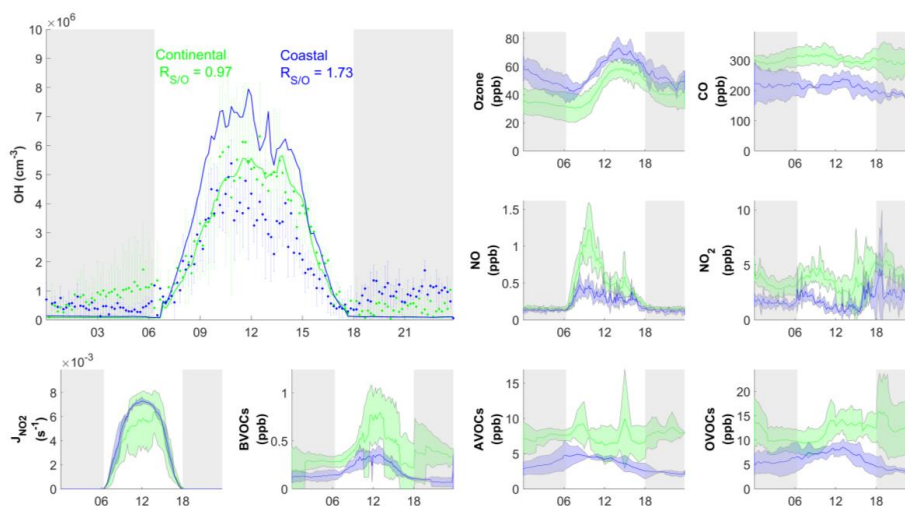 ×10⁶
10
9
8
7
6
5
4
3
2
1
0
OH (cm⁻³)
Continental
R_S/O = 0.97
Coastal
R_S/O = 1.73
03 06 09 12 15 18 21
80
60
40
20
0
Ozone
(ppb)
06 12 18
300
200
100
0
CO
(ppb)
06 12 18
1.5
1
0.5
0
NO
(ppb)
06 12 18
10
5
0
NO₂
(ppb)
06 12 18
×10⁻³
8
6
4
2
0
J_NO2
(s⁻¹)
06 12 18
1
0.5
0
BVOCs
(ppb)
06 12 18
15
10
5
0
AVOCs
(ppb)
06 12 18
20
15
10
5
0
OVOCs
(ppb)
06 12 18